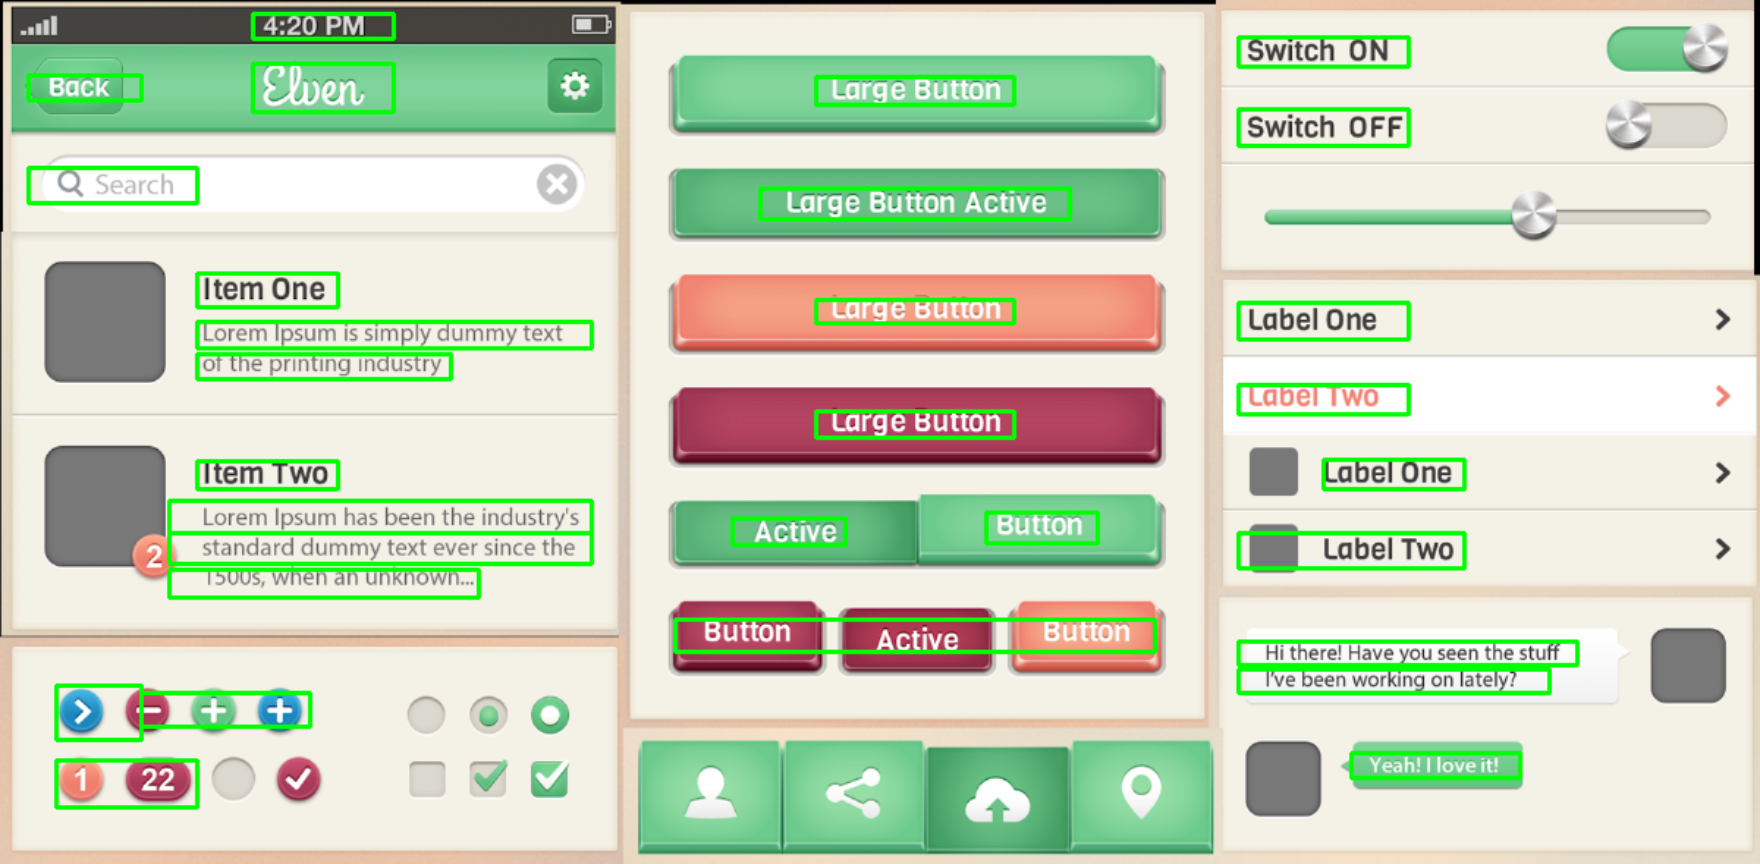 4:20 PM
Back
Elven
Search
Item One
Lorem Ipsum is simply dummy text
of the printing industry
Item Two
Lorem Ipsum has been the industry's
standard dummy text ever since the
1500s, when an unknown...
2
1 22
Large Button
Large Button Active
Large Button
Large Button
Active Button
Button Active Button
Switch ON
Switch OFF
Label One
Label Two
Label One
Label Two
Hi there! Have you seen the stuff
I've been working on lately?
Yeah! I love it!